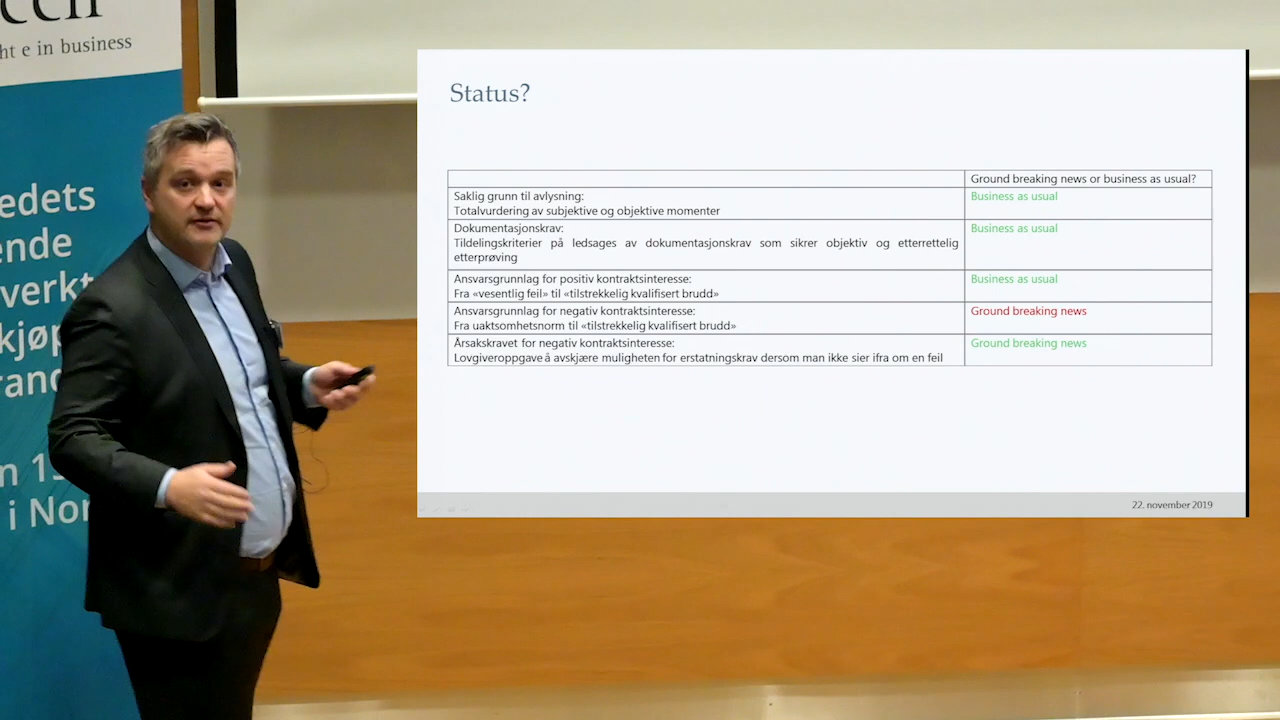 ht e in business
edets
ende
verkt
kjøp
rand
i Nor
Status?
Ground breaking news or business as usual?
Saklig grunn til avlysning:
Totalvurdering av subjektive og objektive momenter
Business as usual
Dokumentasjonskrav:
Tildelingskriterier på ledsages av dokumentasjonskrav som sikrer objektiv og etterrettelig
etterprøving
Business as usual
Ansvarsgrunnlag for positiv kontraktsinteresse:
Fra «vesentlig feil» til «tilstrekkelig kvalifisert brudd»
Business as usual
Ansvarsgrunnlag for negativ kontraktsinteresse:
Fra uaktsomhetsnorm til «tilstrekkelig kvalifisert brudd»
Ground breaking news
Årsakskravet for negativ kontraktsinteresse:
Lovgiveroppgave å avskjære muligheten for erstatningskrav dersom man ikke sier ifra om en feil
Ground breaking news
22. november 2019